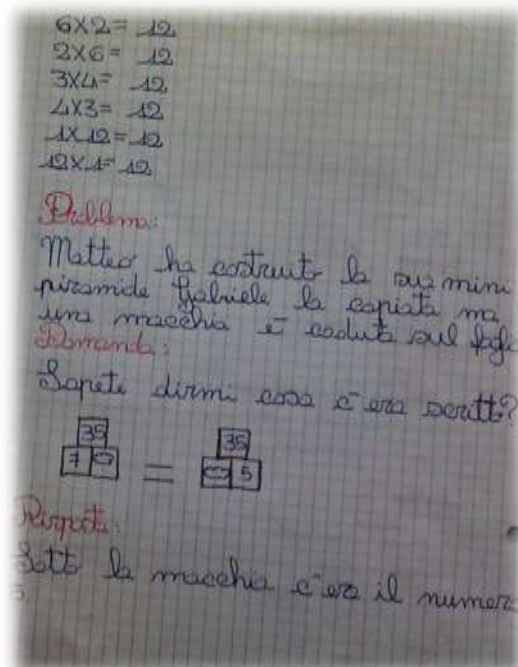 6X2= 12
2X6= 12
3X4= 12
4X3= 12
1X12=12
12X1=12
Problema:
Matteo ha costruito la sua mini
piramide Gabriele la copiata ma
una macchia è caduta sul fogli
Domanda:
Sapete dirmi cosa c'era scritto?
35 35
7 = 5
Risposta:
Sotto la macchia c'era il numero